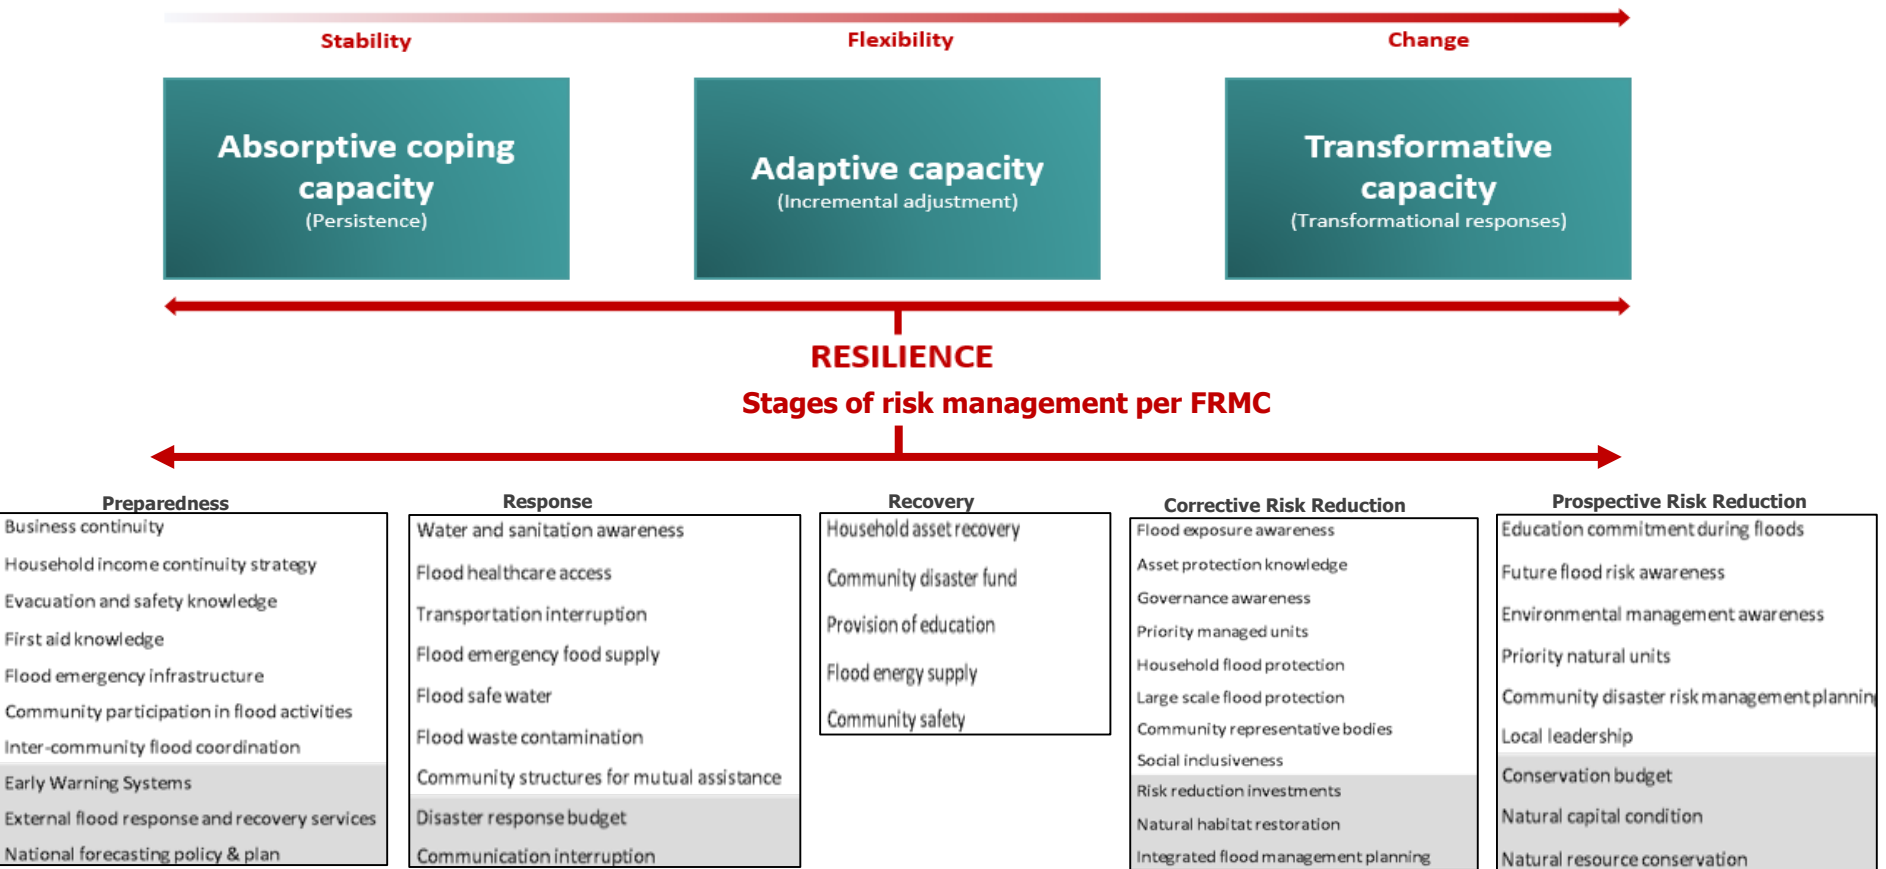 Stability
Flexibility
Change
Absorptive coping
capacity
(Persistence)
Adaptive capacity
(Incremental adjustment)
Transformative
capacity
(Transformational responses)
RESILIENCE
Stages of risk management per FRMC
Preparedness
Business continuity
Household income continuity strategy
Evacuation and safety knowledge
First aid knowledge
Flood emergency infrastructure
Community participation in flood activities
Inter-community flood coordination
Early Warning Systems
External flood response and recovery services
National forecasting policy & plan
Response
Water and sanitation awareness
Flood healthcare access
Transportation interruption
Flood emergency food supply
Flood safe water
Flood waste contamination
Community structures for mutual assistance
Disaster response budget
Communication interruption
Recovery
Household asset recovery
Community disaster fund
Provision of education
Flood energy supply
Community safety
Corrective Risk Reduction
Flood exposure awareness
Asset protection knowledge
Governance awareness
Priority managed units
Household flood protection
Large scale flood protection
Community representative bodies
Social inclusiveness
Risk reduction investments
Natural habitat restoration
Integrated flood management planning
Prospective Risk Reduction
Education commitment during floods
Future flood risk awareness
Environmental management awareness
Priority natural units
Community disaster risk management planning
Local leadership
Conservation budget
Natural capital condition
Natural resource conservation